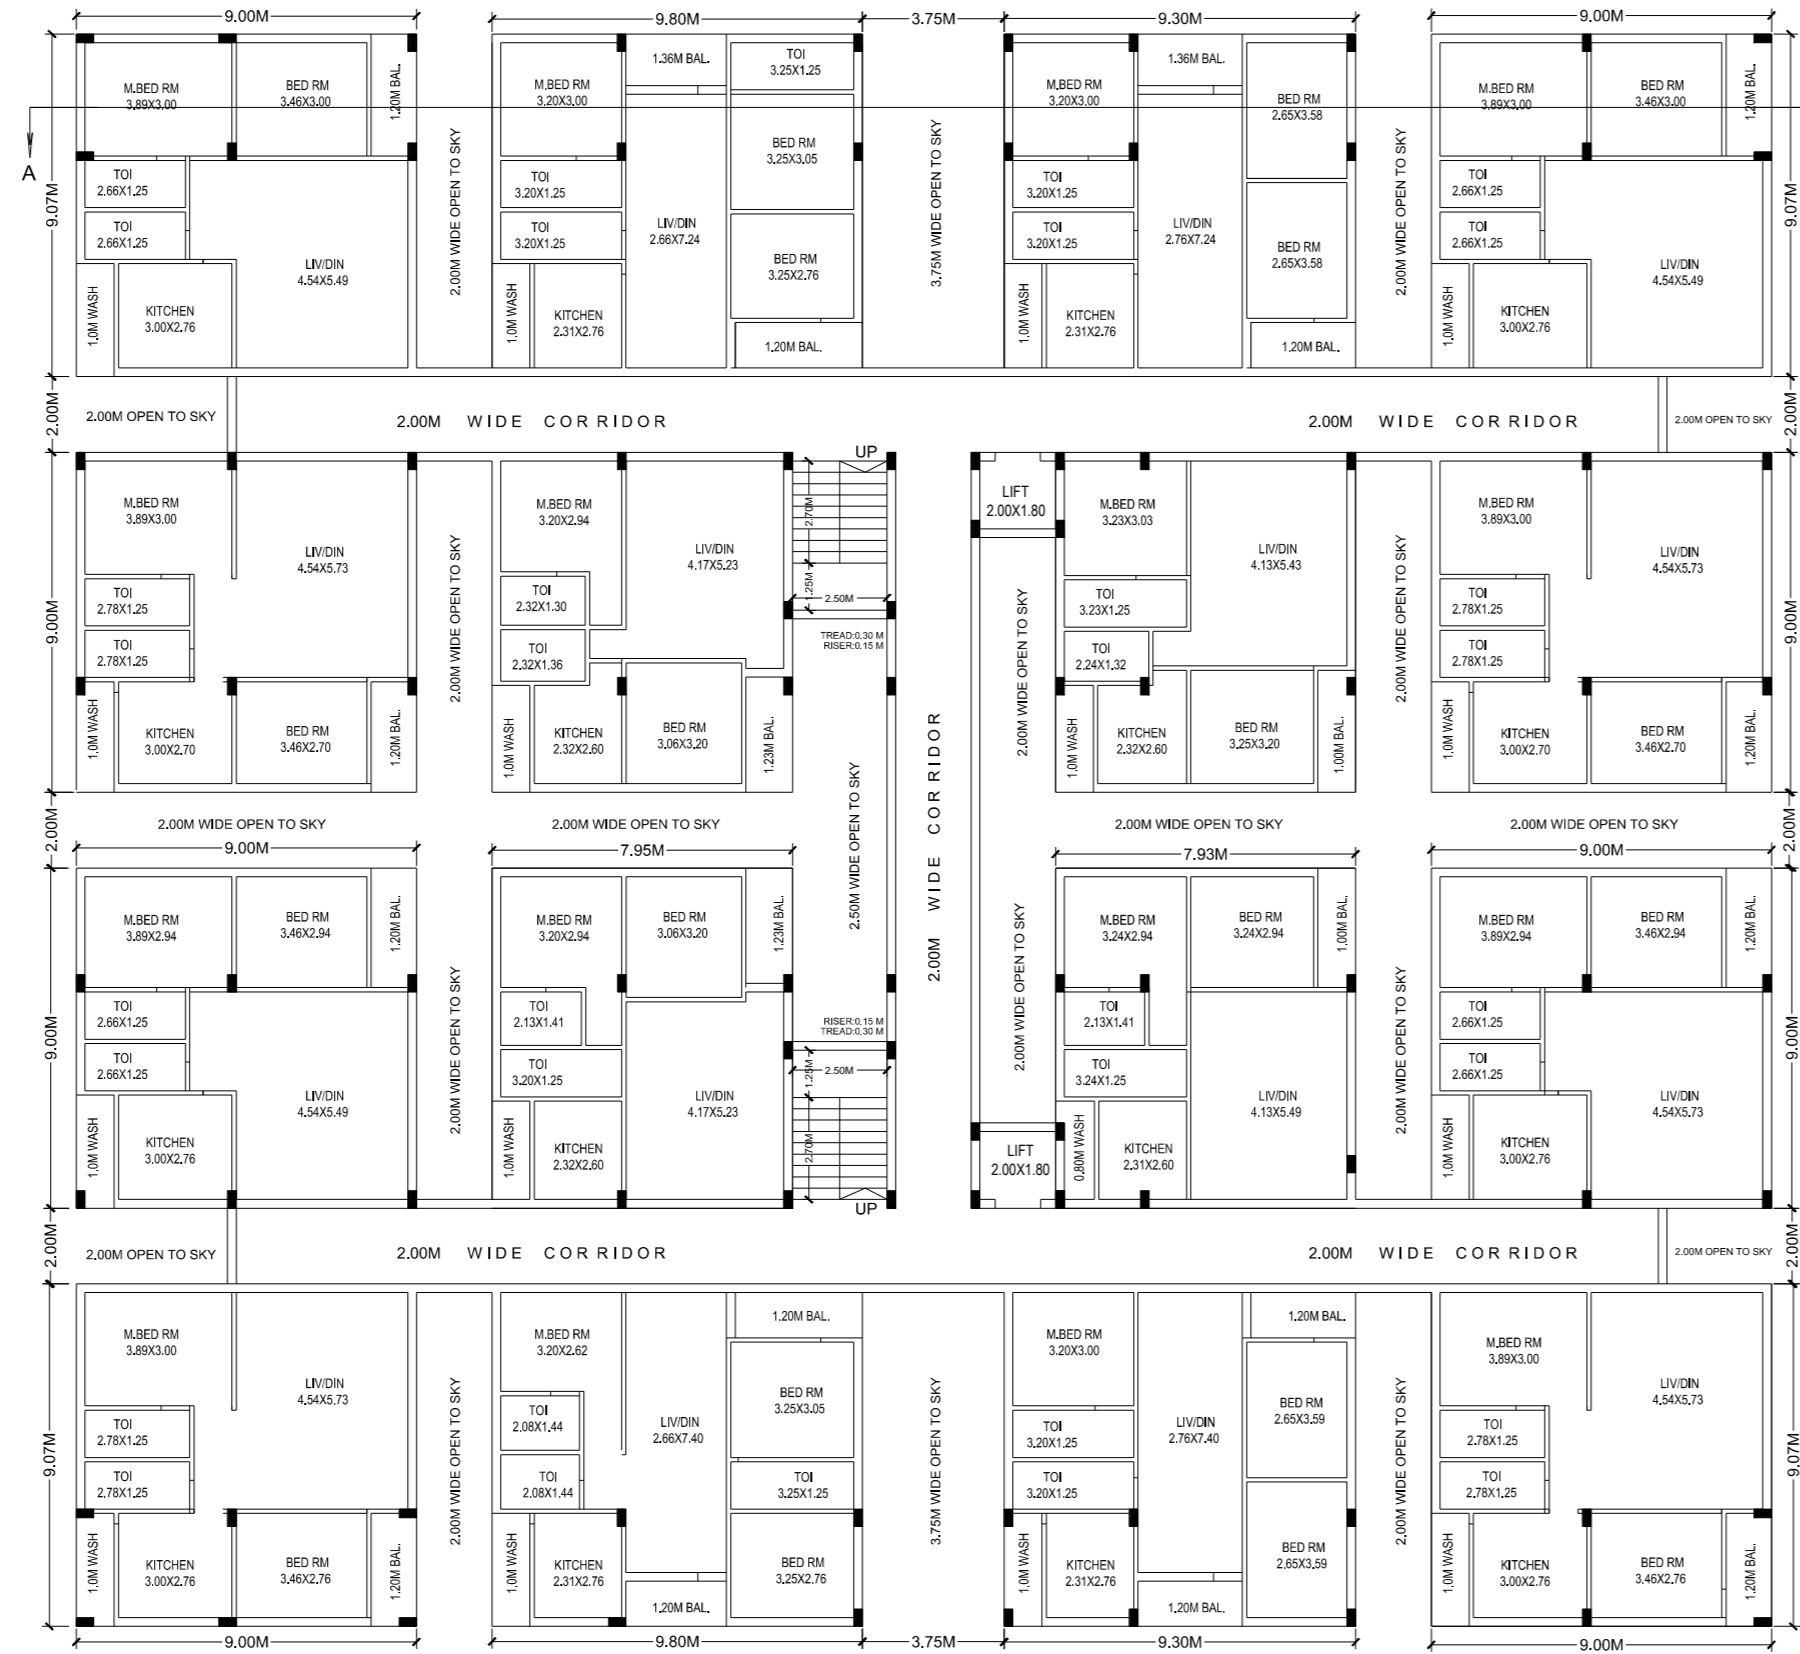 9.00M
9.80M
3.75M
9.30M
9.00M
M.BED RM
3.89X3.00
BED RM
3.46X3.00
1.20M BAL.
M.BED RM
3.20X3.00
1.36M BAL.
TOI
3.25X1.25
BED RM
3.25X3.05
M.BED RM
3.20X3.00
1.36M BAL.
BED RM
2.65X3.58
M.BED RM
3.89X3.00
BED RM
3.46X3.00
1.20M BAL.
A
9.07M
TOI
2.66X1.25
TOI
2.66X1.25
LIV/DIN
4.54X5.49
1.0M WASH
KITCHEN
3.00X2.76
2.00M WIDE OPEN TO SKY
TOI
3.20X1.25
TOI
3.20X1.25
LIV/DIN
2.66X7.24
BED RM
3.25X2.76
1.0M WASH
KITCHEN
2.31X2.76
1.20M BAL.
3.75M WIDE OPEN TO SKY
TOI
3.20X1.25
TOI
3.20X1.25
LIV/DIN
2.76X7.24
BED RM
2.65X3.58
1.0M WASH
KITCHEN
2.31X2.76
1.20M BAL.
2.00M WIDE OPEN TO SKY
TOI
2.66X1.25
TOI
2.66X1.25
LIV/DIN
4.54X5.49
1.0M WASH
KITCHEN
3.00X2.76
9.07M
2.00M
2.00M OPEN TO SKY
2.00M WIDE CORRIDOR
2.00M WIDE CORRIDOR
2.00M OPEN TO SKY
2.00M
9.00M
M.BED RM
3.89X3.00
LIV/DIN
4.54X5.73
TOI
2.78X1.25
TOI
2.78X1.25
1.0M WASH
KITCHEN
3.00X2.70
BED RM
3.46X2.70
1.20M BAL.
2.00M WIDE OPEN TO SKY
M.BED RM
3.20X2.94
LIV/DIN
4.17X5.23
TOI
2.32X1.30
TOI
2.32X1.36
1.0M WASH
KITCHEN
2.32X2.60
BED RM
3.06X3.20
1.23M BAL.
UP
2.70M
1.25M
2.50M
TREAD:0.30 M
RISER:0.15 M
2.50M WIDE OPEN TO SKY
2.00M WIDE CORRIDOR
LIFT
2.00X1.80
2.00M WIDE OPEN TO SKY
M.BED RM
3.23X3.03
LIV/DIN
4.13X5.43
TOI
3.23X1.25
TOI
2.24X1.32
1.0M WASH
KITCHEN
2.32X2.60
BED RM
3.25X3.20
1.00M BAL.
2.00M WIDE OPEN TO SKY
M.BED RM
3.89X3.00
LIV/DIN
4.54X5.73
TOI
2.78X1.25
TOI
2.78X1.25
1.0M WASH
KITCHEN
3.00X2.70
BED RM
3.46X2.70
1.20M BAL.
9.00M
2.00M
2.00M WIDE OPEN TO SKY
2.00M WIDE OPEN TO SKY
2.00M WIDE OPEN TO SKY
2.00M WIDE OPEN TO SKY
2.00M
9.00M
7.95M
7.93M
9.00M
9.00M
M.BED RM
3.89X2.94
BED RM
3.46X2.94
1.20M BAL.
TOI
2.66X1.25
TOI
2.66X1.25
LIV/DIN
4.54X5.49
1.0M WASH
KITCHEN
3.00X2.76
2.00M WIDE OPEN TO SKY
M.BED RM
3.20X2.94
BED RM
3.06X3.20
1.23M BAL.
TOI
2.13X1.41
TOI
3.20X1.25
LIV/DIN
4.17X5.23
1.0M WASH
KITCHEN
2.32X2.60
RISER:0.15 M
TREAD:0.30 M
1.25M
2.50M
2.70M
UP
2.00M WIDE OPEN TO SKY
LIFT
2.00X1.80
M.BED RM
3.24X2.94
BED RM
3.24X2.94
1.00M BAL.
TOI
2.13X1.41
TOI
3.24X1.25
LIV/DIN
4.13X5.49
0.80M WASH
KITCHEN
2.31X2.60
2.00M WIDE OPEN TO SKY
M.BED RM
3.89X2.94
BED RM
3.46X2.94
1.20M BAL.
TOI
2.66X1.25
TOI
2.66X1.25
LIV/DIN
4.54X5.73
1.0M WASH
KITCHEN
3.00X2.76
9.00M
2.00M
2.00M OPEN TO SKY
2.00M WIDE CORRIDOR
2.00M WIDE CORRIDOR
2.00M OPEN TO SKY
2.00M
9.07M
M.BED RM
3.89X3.00
LIV/DIN
4.54X5.73
TOI
2.78X1.25
TOI
2.78X1.25
1.0M WASH
KITCHEN
3.00X2.76
BED RM
3.46X2.76
1.20M BAL.
2.00M WIDE OPEN TO SKY
M.BED RM
3.20X2.62
1.20M BAL.
TOI
2.08X1.44
TOI
2.08X1.44
LIV/DIN
2.66X7.40
BED RM
3.25X3.05
TOI
3.25X1.25
1.0M WASH
KITCHEN
2.31X2.76
BED RM
3.25X2.76
1.20M BAL.
3.75M WIDE OPEN TO SKY
M.BED RM
3.20X3.00
1.20M BAL.
TOI
3.20X1.25
TOI
3.20X1.25
LIV/DIN
2.76X7.40
BED RM
2.65X3.59
1.0M WASH
KITCHEN
2.31X2.76
BED RM
2.65X3.59
1.20M BAL.
2.00M WIDE OPEN TO SKY
M.BED RM
3.89X3.00
LIV/DIN
4.54X5.73
TOI
2.78X1.25
TOI
2.78X1.25
1.0M WASH
KITCHEN
3.00X2.76
BED RM
3.46X2.76
1.20M BAL.
9.07M
9.00M
9.80M
3.75M
9.30M
9.00M